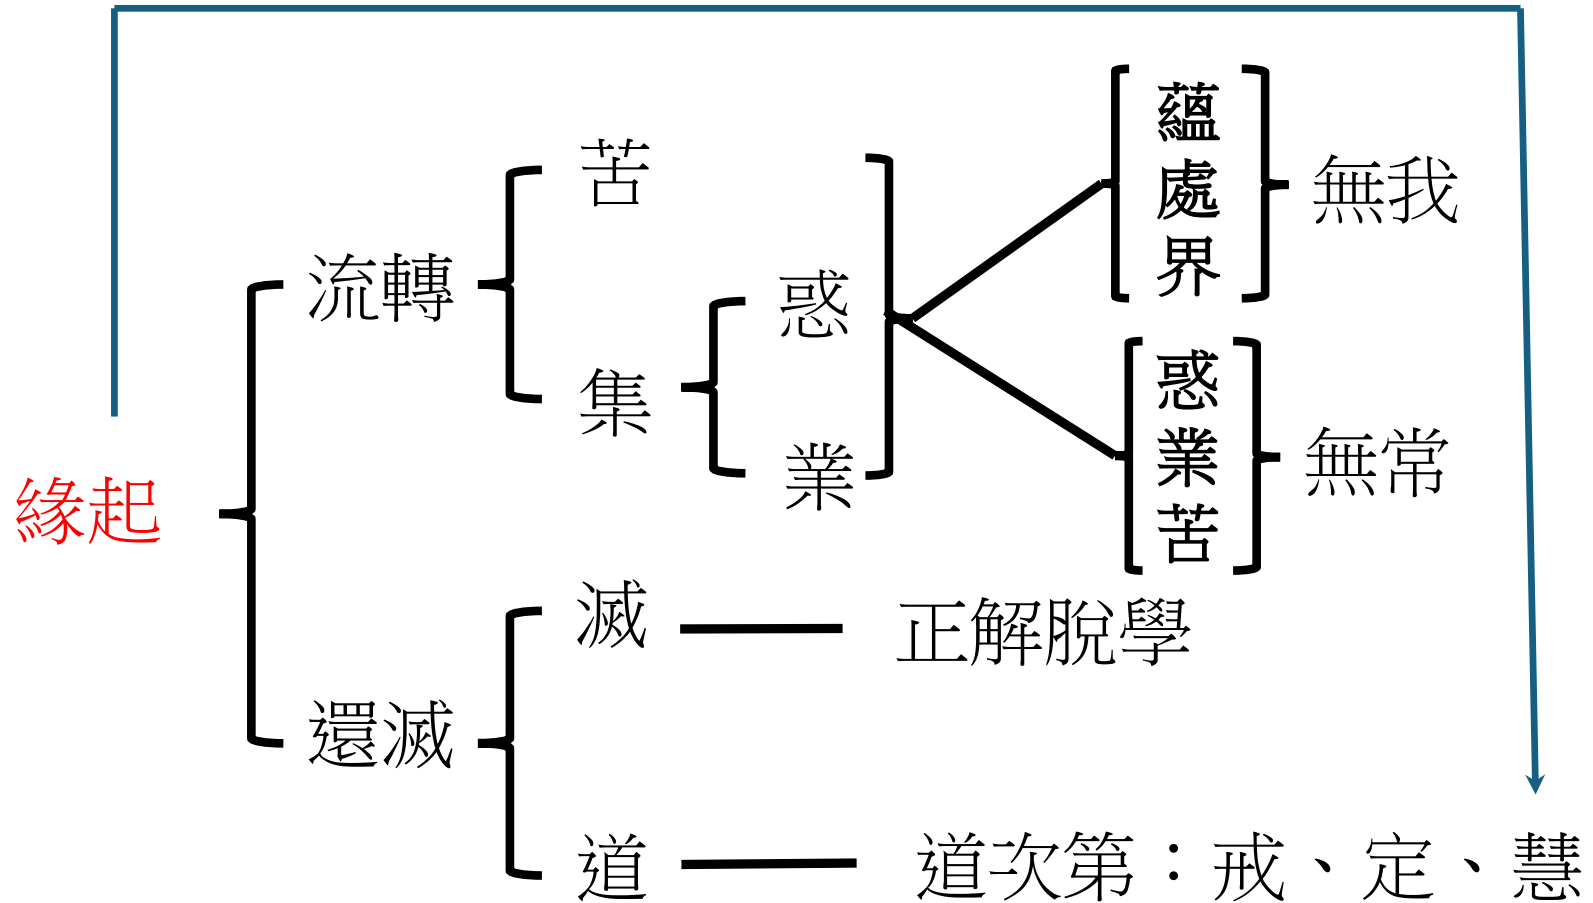 緣起
流轉
苦
集
惑
業
蘊
處
界
無我
惑
業
苦
無常
還滅
滅
正解脫學
道
道次第：戒、定、慧